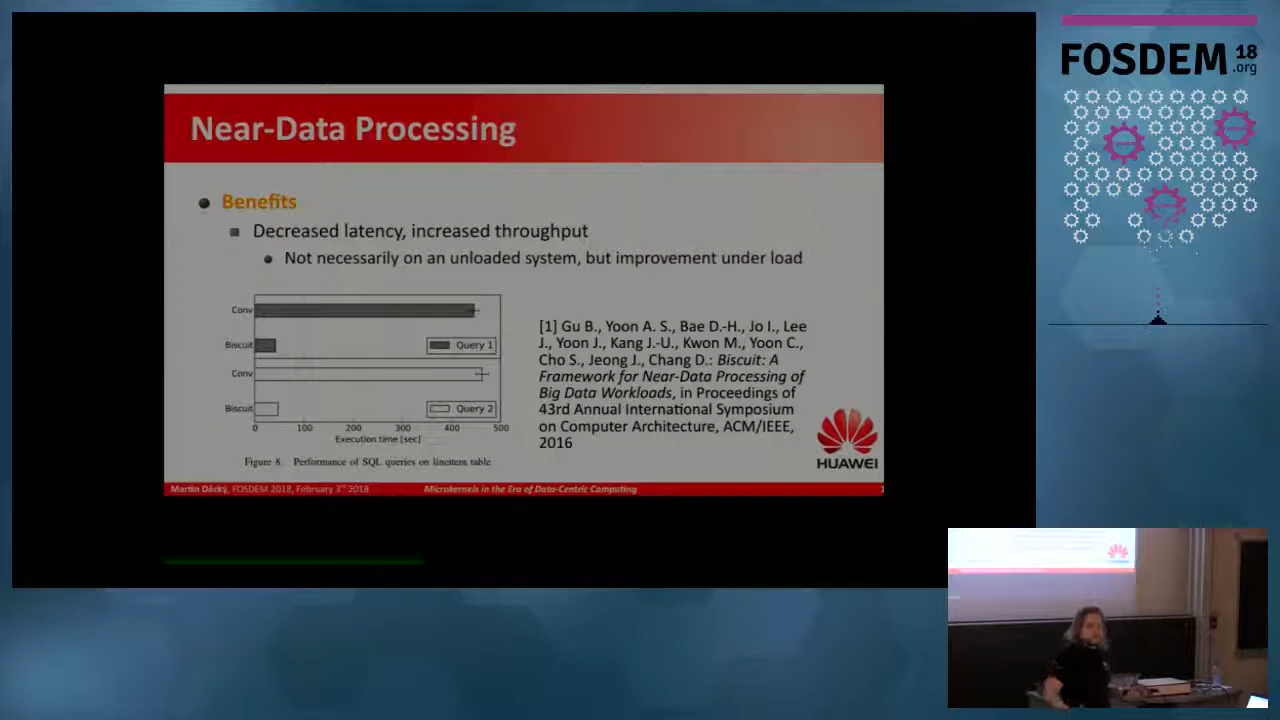 FOSDEM 18
.org
Near-Data Processing
Benefits
Decreased latency, increased throughput
Not necessarily on an unloaded system, but improvement under load
Conv
Biscuit
Query 1
Conv
Biscuit
Query 2
0 100 200 300 400 500
Execution time [sec]
Figure 8. Performance of SQL queries on lineitem table.
[1] Gu B., Yoon A. S., Bae D.-H., Jo I., Lee
J., Yoon J., Kang J.-U., Kwon M., Yoon C.,
Cho S., Jeong J., Chang D.: Biscuit: A
Framework for Near-Data Processing of
Big Data Workloads, in Proceedings of
43rd Annual International Symposium
on Computer Architecture, ACM/IEEE,
2016
HUAWEI
Martin Děcký, FOSDEM 2018, February 3rd 2018
Microkernels in the Era of Data-Centric Computing